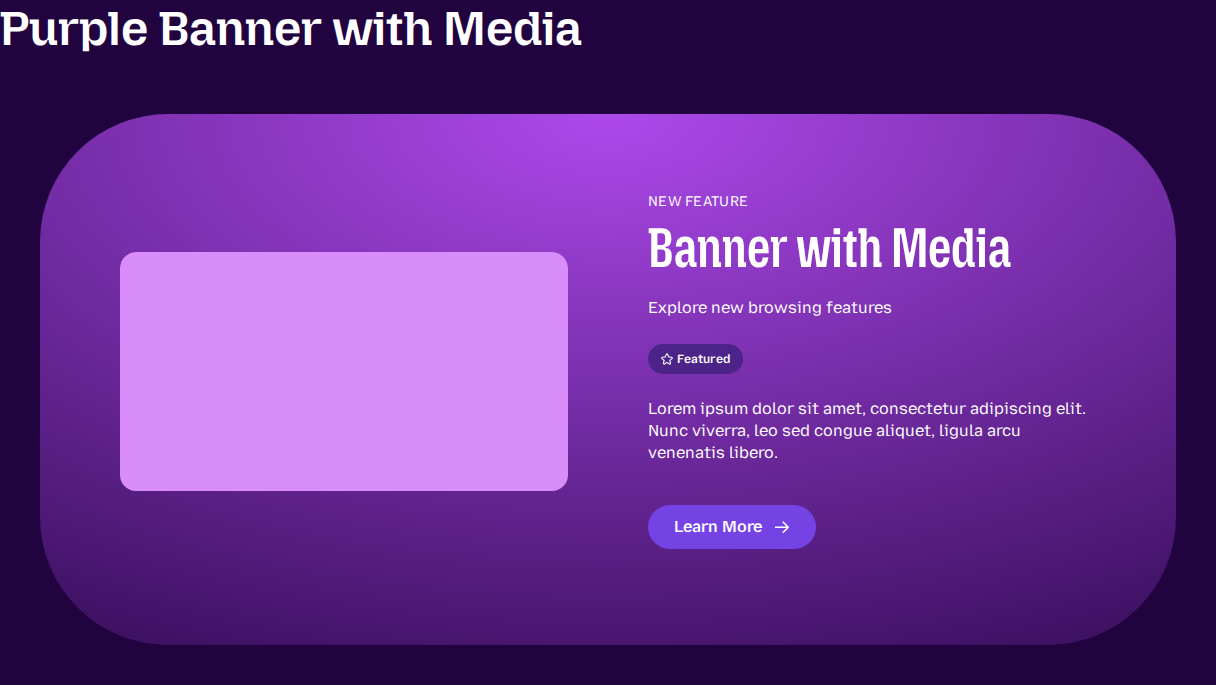 Purple Banner with Media
NEW FEATURE
Banner with Media
Explore new browsing features
Featured
Lorem ipsum dolor sit amet, consectetur adipiscing elit.
Nunc viverra, leo sed congue aliquet, ligula arcu
venenatis libero.
Learn More